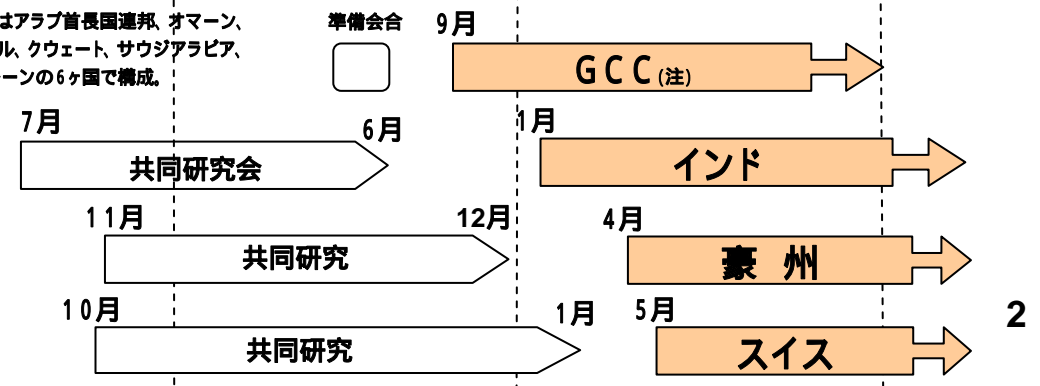 はアラブ首長国連邦、オマーン、
ル、クウェート、サウジアラビア、
ーンの6ヶ国で構成。
準備会合
9月
GCC(注)
7月
6月
共同研究会
1月
インド
11月
12月
共同研究
4月
豪 州
10月
1月
共同研究
5月
スイス
2